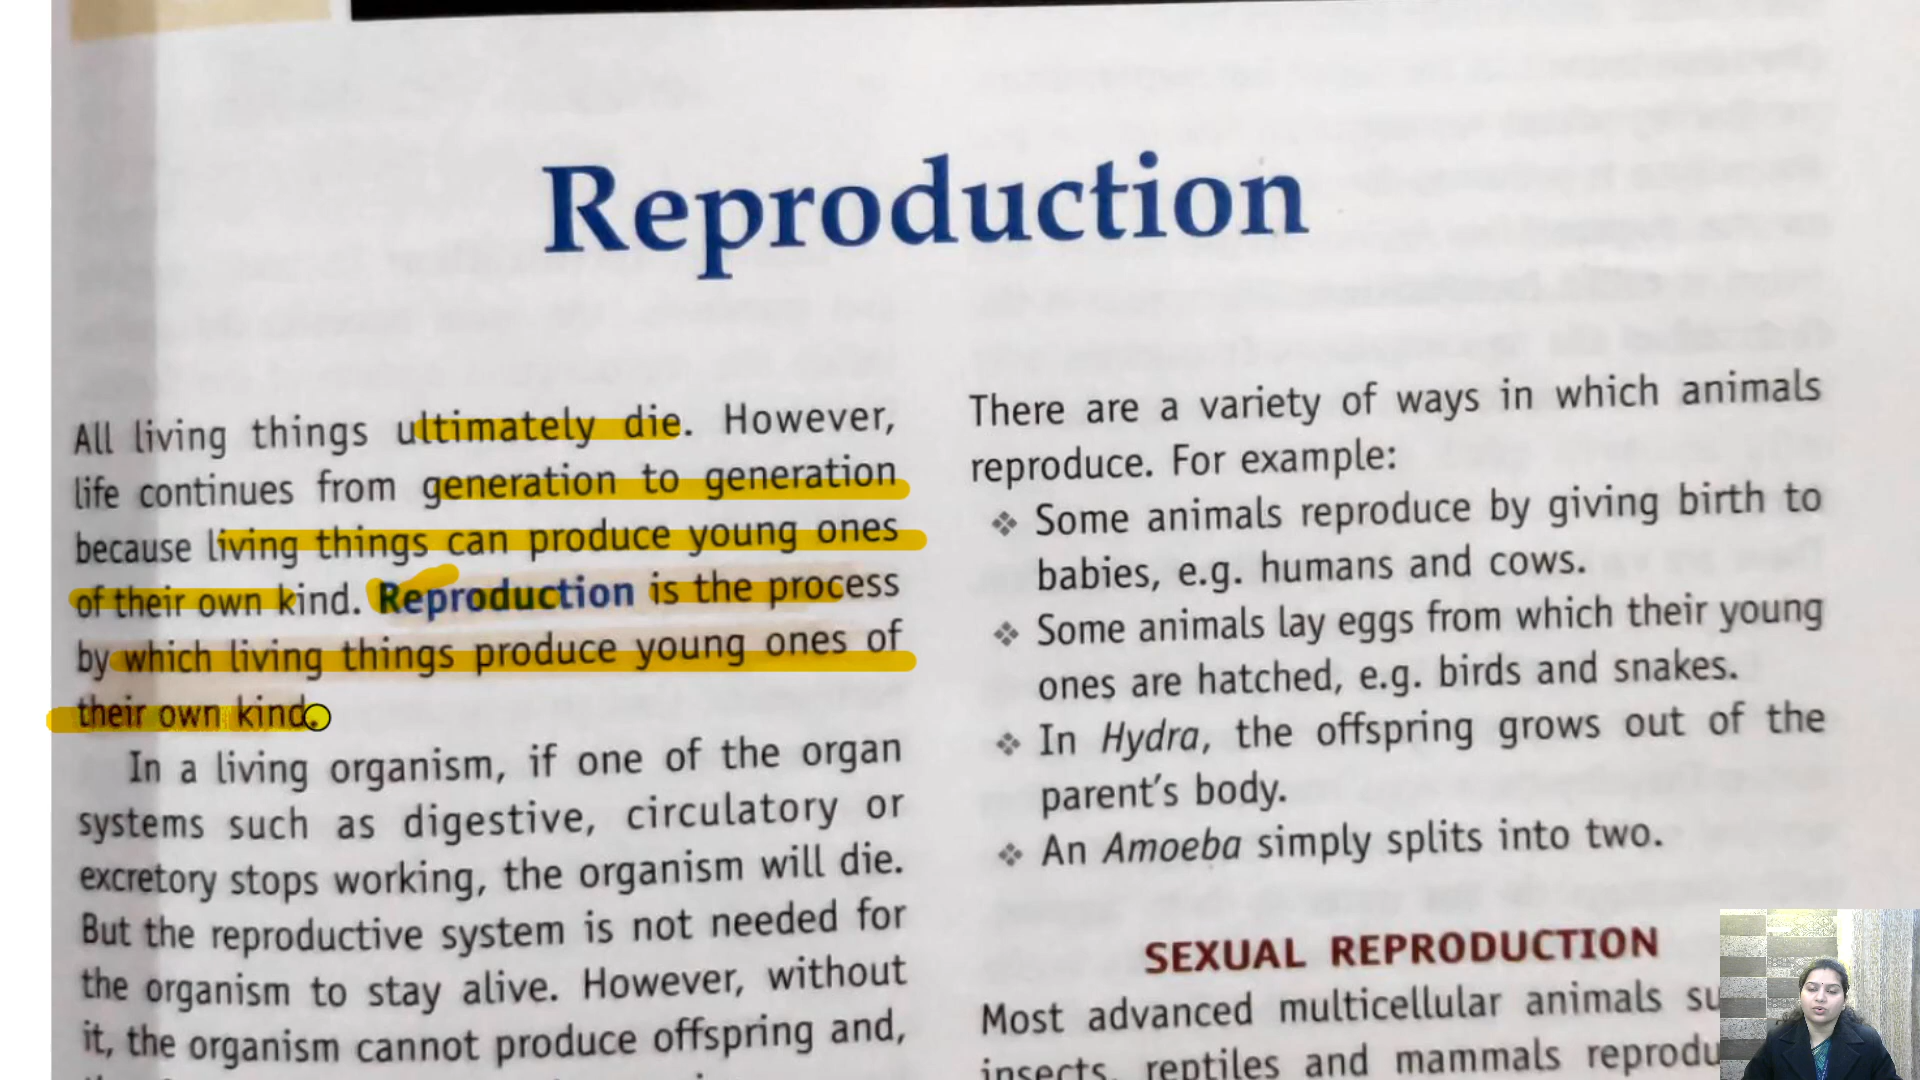 Reproduction
All living things ultimately die. However,
life continues from generation to generation
because living things can produce young ones
of their own kind. Reproduction is the process
by which living things produce young ones of
their own kind.
In a living organism, if one of the organ
systems such as digestive, circulatory or
excretory stops working, the organism will die.
But the reproductive system is not needed for
the organism to stay alive. However, without
it, the organism cannot produce offspring and,
There are a variety of ways in which animals
reproduce. For example:
❖ Some animals reproduce by giving birth to
babies, e.g. humans and cows.
❖ Some animals lay eggs from which their young
ones are hatched, e.g. birds and snakes.
❖ In Hydra, the offspring grows out of the
parent's body.
❖ An Amoeba simply splits into two.
SEXUAL REPRODUCTION
Most advanced multicellular animals
insects, reptiles and mammals